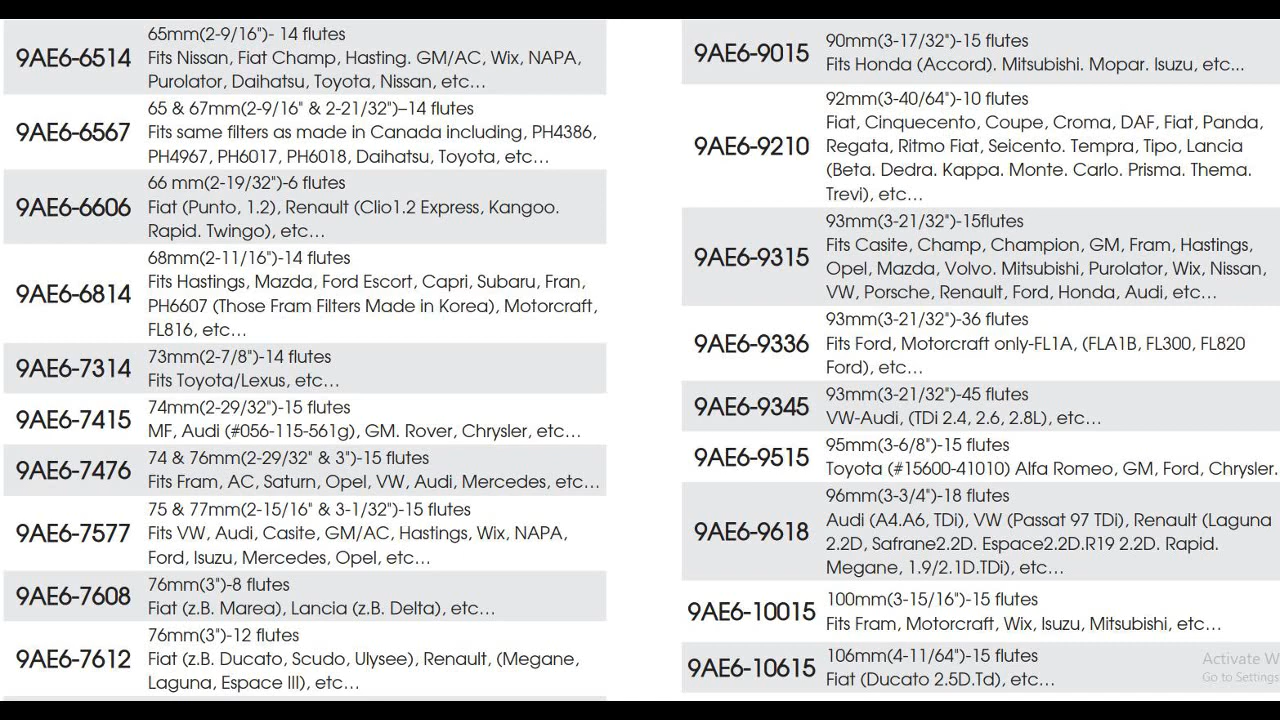 9AE6-6514
65mm(2-9/16")- 14 flutes
Fits Nissan, Fiat Champ, Hasting. GM/AC, Wix, NAPA,
Purolator, Daihatsu, Toyota, Nissan, etc...
9AE6-6567
65 & 67mm(2-9/16" & 2-21/32")–14 flutes
Fits same filters as made in Canada including, PH4386,
PH4967, PH6017, PH6018, Daihatsu, Toyota, etc...
9AE6-6606
66 mm(2-19/32")-6 flutes
Fiat (Punto, 1.2), Renault (Clio1.2 Express, Kangoo.
Rapid. Twingo), etc...
9AE6-6814
68mm(2-11/16")-14 flutes
Fits Hastings, Mazda, Ford Escort, Capri, Subaru, Fran,
PH6607 (Those Fram Filters Made in Korea), Motorcraft,
FL816, etc...
9AE6-7314
73mm(2-7/8")-14 flutes
Fits Toyota/Lexus, etc...
9AE6-7415
74mm(2-29/32")-15 flutes
MF, Audi (#056-115-561g), GM. Rover, Chrysler, etc...
9AE6-7476
74 & 76mm(2-29/32" & 3")-15 flutes
Fits Fram, AC, Saturn, Opel, VW, Audi, Mercedes, etc...
9AE6-7577
75 & 77mm(2-15/16" & 3-1/32")-15 flutes
Fits VW, Audi, Casite, GM/AC, Hastings, Wix, NAPA,
Ford, Isuzu, Mercedes, Opel, etc...
9AE6-7608
76mm(3")-8 flutes
Fiat (z.B. Marea), Lancia (z.B. Delta), etc...
9AE6-7612
76mm(3")-12 flutes
Fiat (z.B. Ducato, Scudo, Ulysee), Renault, (Megane,
Laguna, Espace III), etc...
9AE6-9015
90mm(3-17/32")-15 flutes
Fits Honda (Accord). Mitsubishi. Mopar. Isuzu, etc...
9AE6-9210
92mm(3-40/64")-10 flutes
Fiat, Cinquecento, Coupe, Croma, DAF, Fiat, Panda,
Regata, Ritmo Fiat, Seicento. Tempra, Tipo, Lancia
(Beta. Dedra. Kappa. Monte. Carlo. Prisma. Thema.
Trevi), etc...
9AE6-9315
93mm(3-21/32")-15flutes
Fits Casite, Champ, Champion, GM, Fram, Hastings,
Opel, Mazda, Volvo. Mitsubishi, Purolator, Wix, Nissan,
VW, Porsche, Renault, Ford, Honda, Audi, etc...
9AE6-9336
93mm(3-21/32")-36 flutes
Fits Ford, Motorcraft only-FL1A, (FLA1B, FL300, FL820
Ford), etc...
9AE6-9345
93mm(3-21/32")-45 flutes
VW-Audi, (TDi 2.4, 2.6, 2.8L), etc...
9AE6-9515
95mm(3-6/8")-15 flutes
Toyota (#15600-41010) Alfa Romeo, GM, Ford, Chrysler.
9AE6-9618
96mm(3-3/4")-18 flutes
Audi (A4.A6, TDi), VW (Passat 97 TDi), Renault (Laguna
2.2D, Safrane2.2D. Espace2.2D.R19 2.2D. Rapid.
Megane, 1.9/2.1D.TDi), etc...
9AE6-10015
100mm(3-15/16")-15 flutes
Fits Fram, Motorcraft, Wix, Isuzu, Mitsubishi, etc...
9AE6-10615
106mm(4-11/64")-15 flutes
Fiat (Ducato 2.5D.Td), etc...
Activate W
Go to Settings